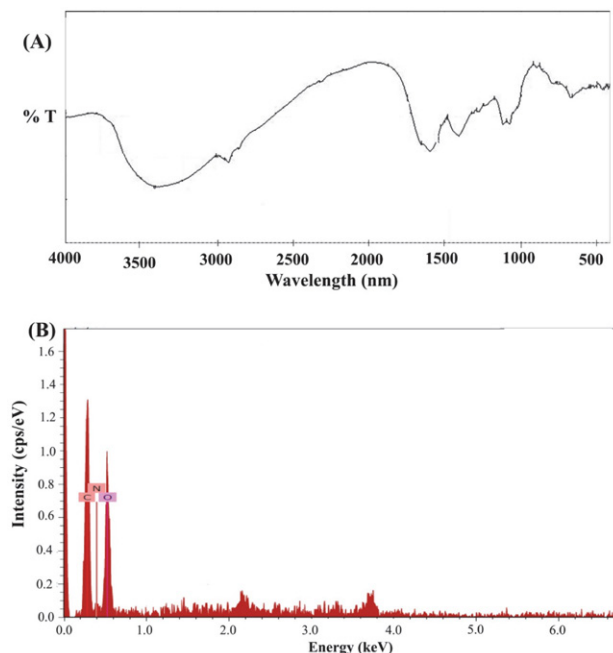 (A)
% T
4000 3500 3000 2500 2000 1500 1000 500
Wavelength (nm)
(B)
Intensity (cps/eV)
1.6
1.4
1.2
1.0
0.8
0.6
0.4
0.2
0.0
N
C O
0.0 1.0 2.0 3.0 4.0 5.0 6.0
Energy (keV)